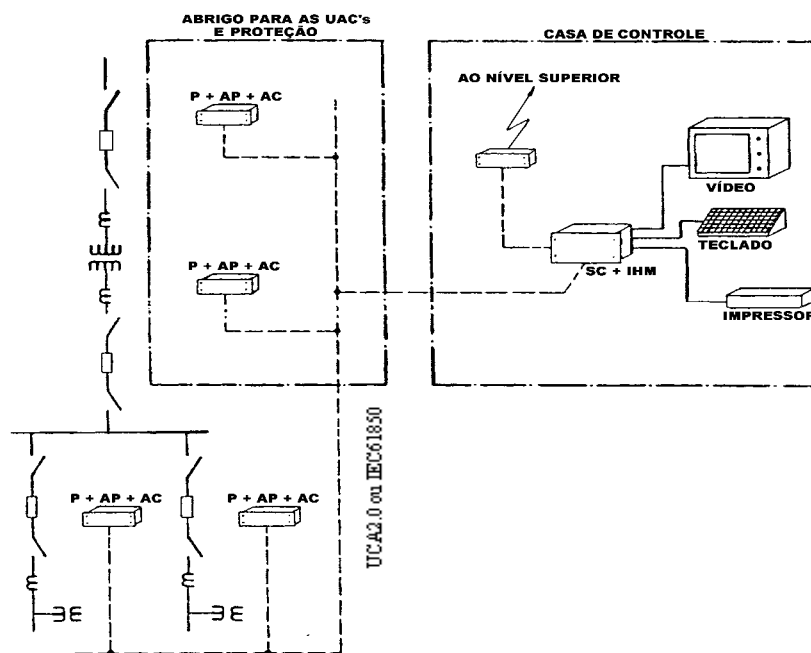 ABRIGO PARA AS UAC's
E PROTEÇÃO
CASA DE CONTROLE
P + AP + AC
AO NÍVEL SUPERIOR
VÍDEO
TECLADO
P + AP + AC
SC + IHM
IMPRESSOR
UCA2.0 ou IEC61850
P + AP + AC
P + AP + AC